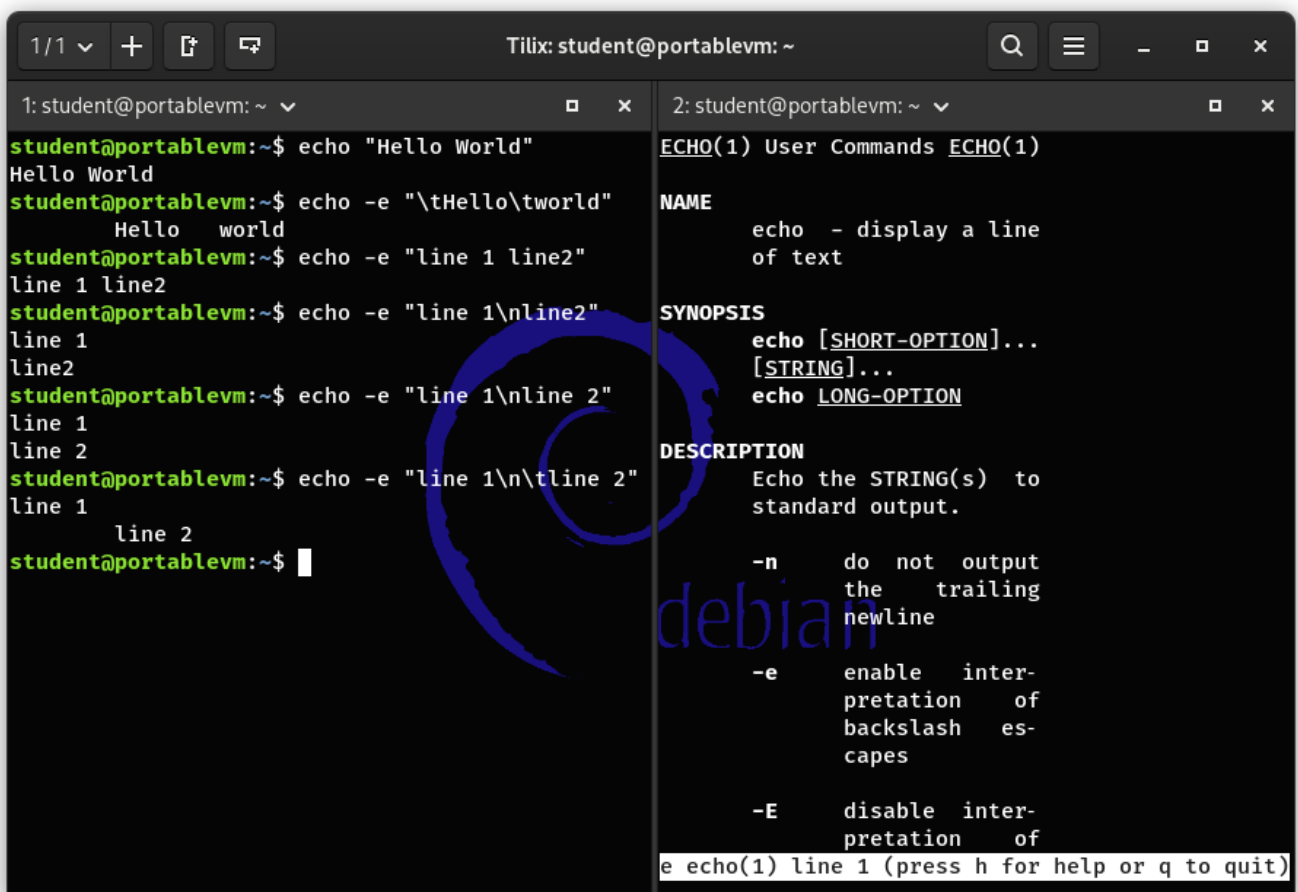 1/1
Tilix: student@portablevm: ~
1: student@portablevm: ~
student@portablevm:~$ echo "Hello World"
Hello World
student@portablevm:~$ echo -e "\tHello\tworld"
        Hello   world
student@portablevm:~$ echo -e "line 1 line2"
line 1 line2
student@portablevm:~$ echo -e "line 1\nline2"
line 1
line2
student@portablevm:~$ echo -e "line 1\nline 2"
line 1
line 2
student@portablevm:~$ echo -e "line 1\n\tline 2"
line 1
        line 2
student@portablevm:~$
2: student@portablevm: ~
ECHO(1) User Commands ECHO(1)
NAME
echo  - display a line
of text
SYNOPSIS
echo [SHORT-OPTION]...
[STRING]...
echo LONG-OPTION
DESCRIPTION
Echo the STRING(s)  to
standard output.
-n     do  not  output
the    trailing
newline
-e     enable   inter-
pretation    of
backslash   es-
capes
-E     disable  inter-
pretation    of
e echo(1) line 1 (press h for help or q to quit)
debian